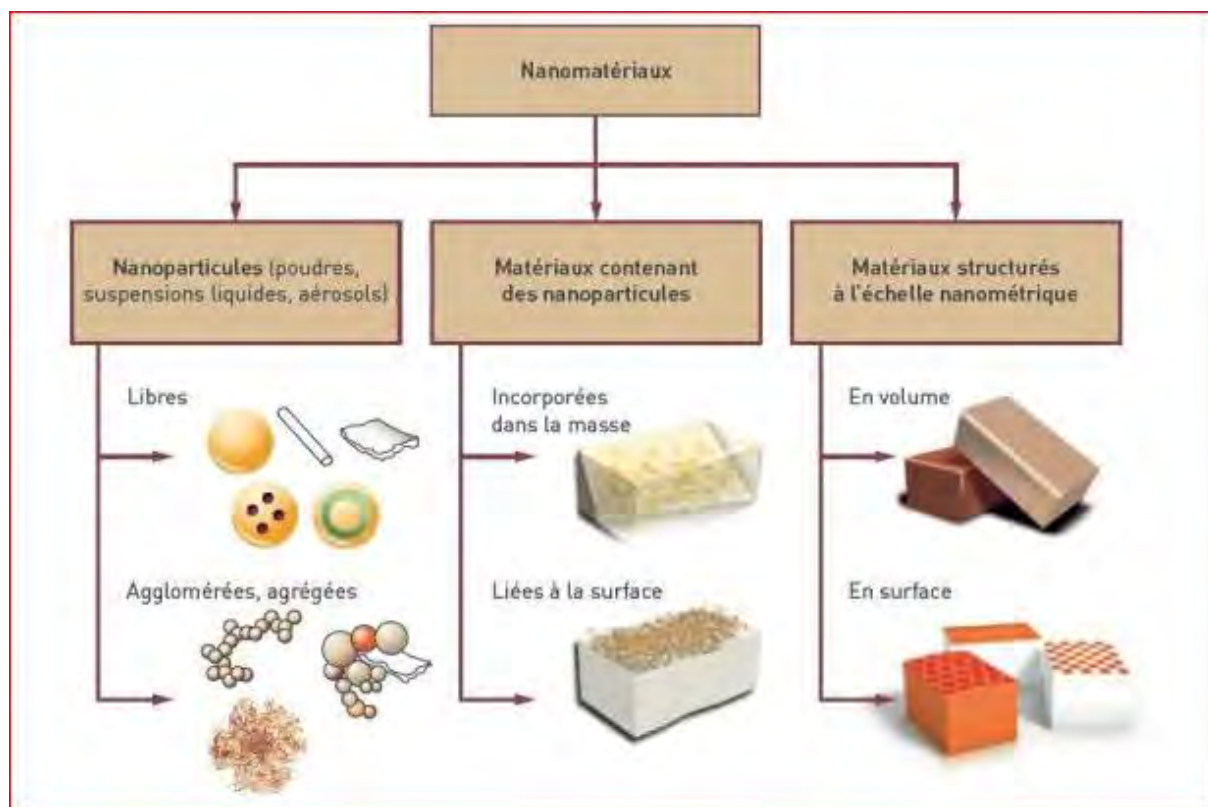 Nanomatériaux
Nanoparticules (poudres,
suspensions liquides, aérosols)
Matériaux contenant
des nanoparticules
Matériaux structurés
à l'échelle nanométrique
Libres
Incorporées
dans la masse
En volume
Agglomérées, agrégées
Liées à la surface
En surface